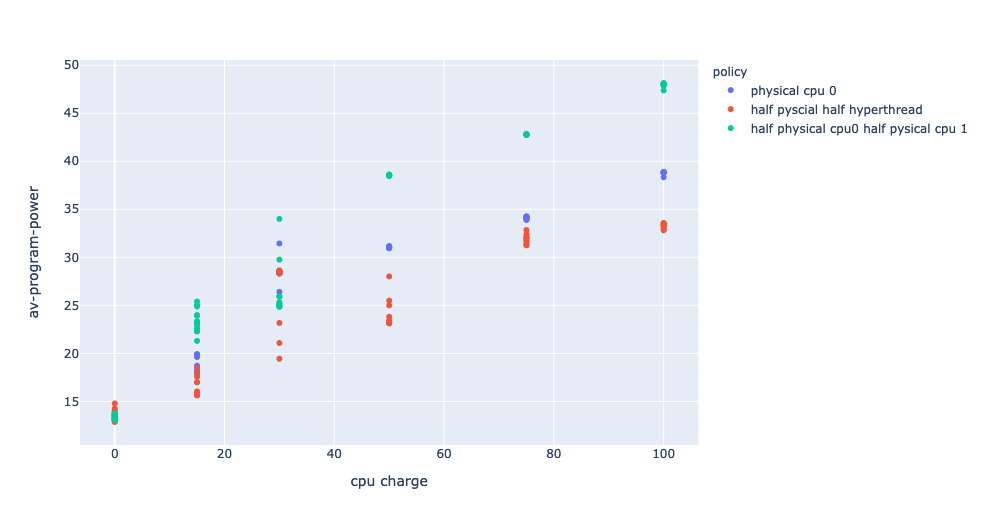 50
45
40
35
30
25
20
15
0
20
40
60
80
100
cpu charge
av-program-power
policy
physical cpu 0
half pyscial half hyperthread
half physical cpu0 half pysical cpu 1